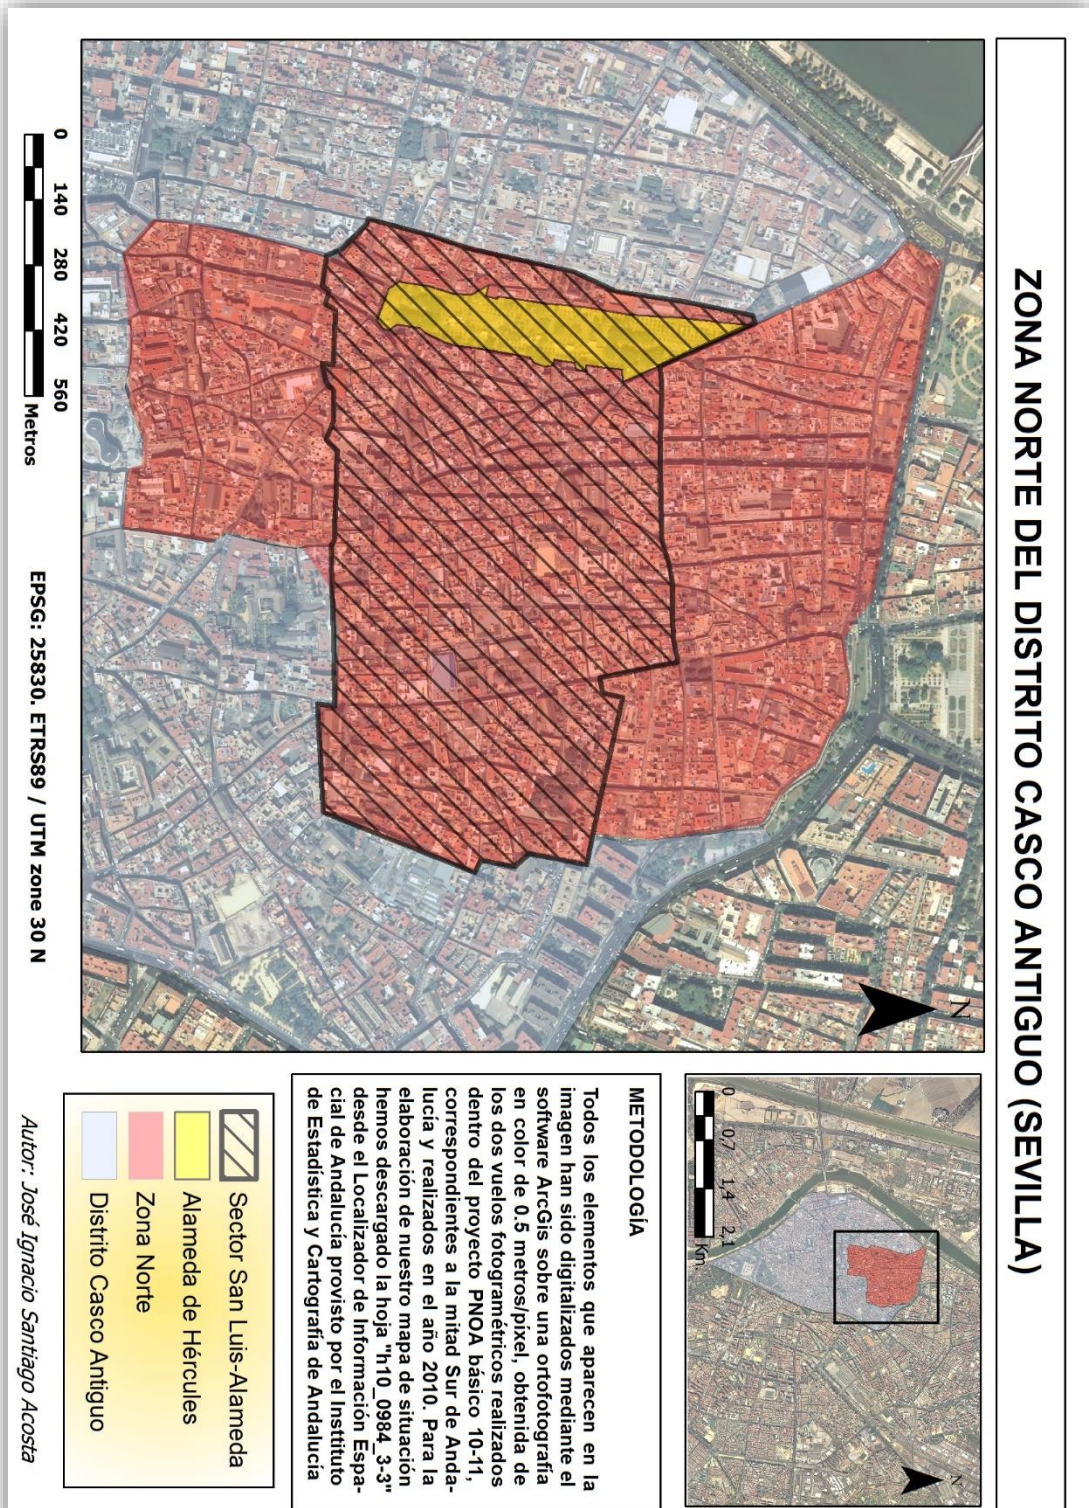 ZONA NORTE DEL DISTRITO CASCO ANTIGUO (SEVILLA)
N
0 140 280 420 560
Metros
EPSG: 25830. ETRS89 / UTM zone 30 N
N
0 0,7 1,4 2,1
Km.
METODOLOGÍA
Todos los elementos que aparecen en la
imagen han sido digitalizados mediante el
software ArcGis sobre una ortofotografía
en color de 0.5 metros/pixel, obtenida de
los dos vuelos fotogramétricos realizados
dentro del proyecto PNOA básico 10-11,
correspondientes a la mitad Sur de Anda-
lucía y realizados en el año 2010. Para la
elaboración de nuestro mapa de situación
hemos descargado la hoja "h10_0984_3-3"
desde el Localizador de Información Espa-
cial de Andalucía provisto por el Insttituto
de Estadística y Cartografía de Andalucía
Sector San Luis-Alameda
Alameda de Hércules
Zona Norte
Distrito Casco Antiguo
Autor: José Ignacio Santiago Acosta